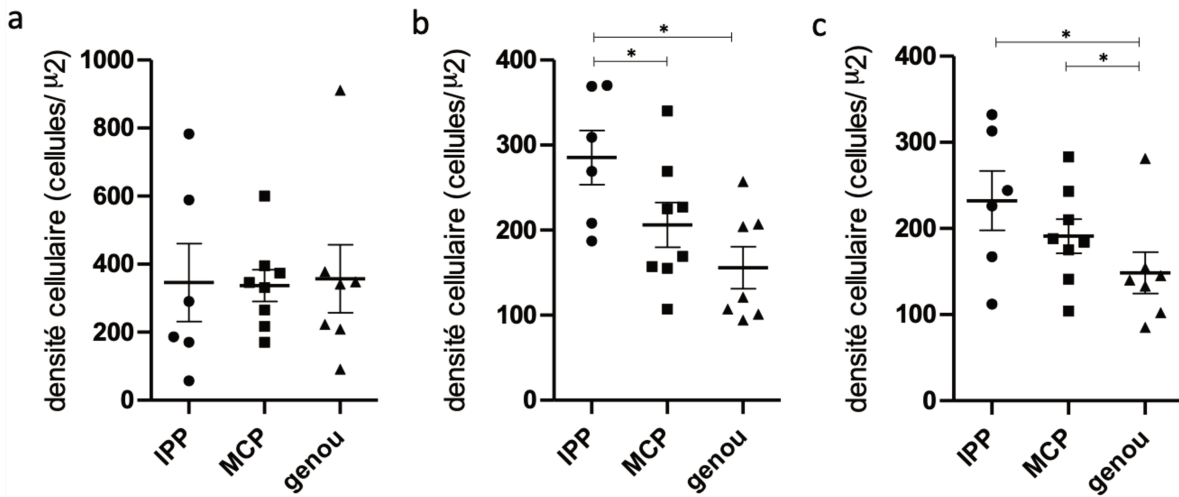 a
densité cellulaire (cellules/ µ2)
1000
800
600
400
200
0
IPP
MCP
genou
b
*
*
densité cellulaire (cellules/ µ2)
400
300
200
100
0
IPP
MCP
genou
c
*
*
densité cellulaire (cellules/ µ2)
400
300
200
100
0
IPP
MCP
genou